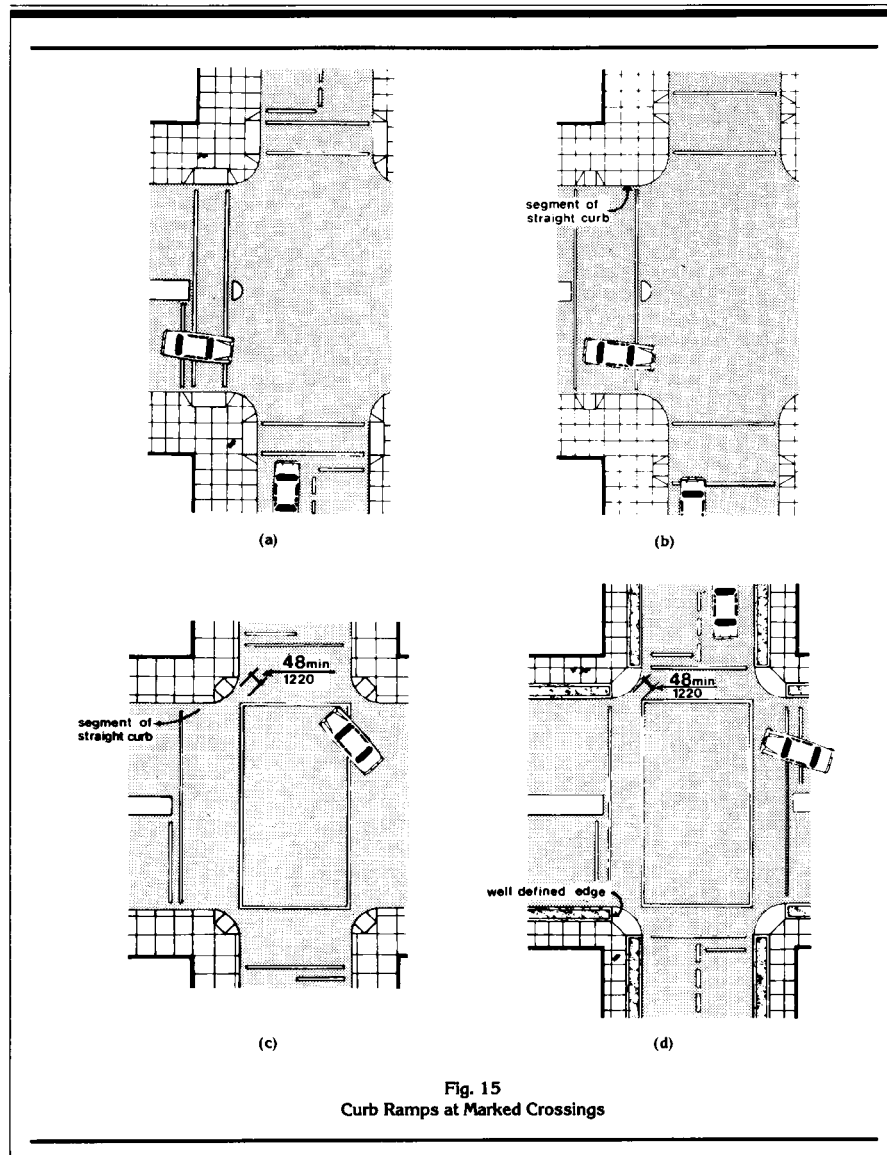 segment of
straight curb
(a)
(b)
48min
1220
segment of
straight curb
48min
1220
well defined edge
(c)
(d)
Fig. 15
Curb Ramps at Marked Crossings